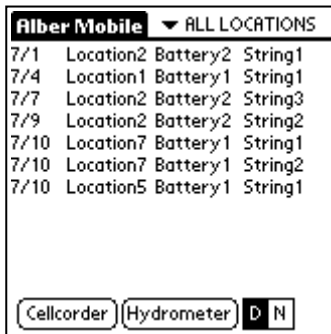 Alber Mobile ALL LOCATIONS
7/1 Location2 Battery2 String1
7/4 Location1 Battery1 String1
7/7 Location2 Battery2 String3
7/9 Location2 Battery2 String2
7/10 Location7 Battery1 String1
7/10 Location7 Battery1 String2
7/10 Location5 Battery1 String1
Cellcorder Hydrometer D N